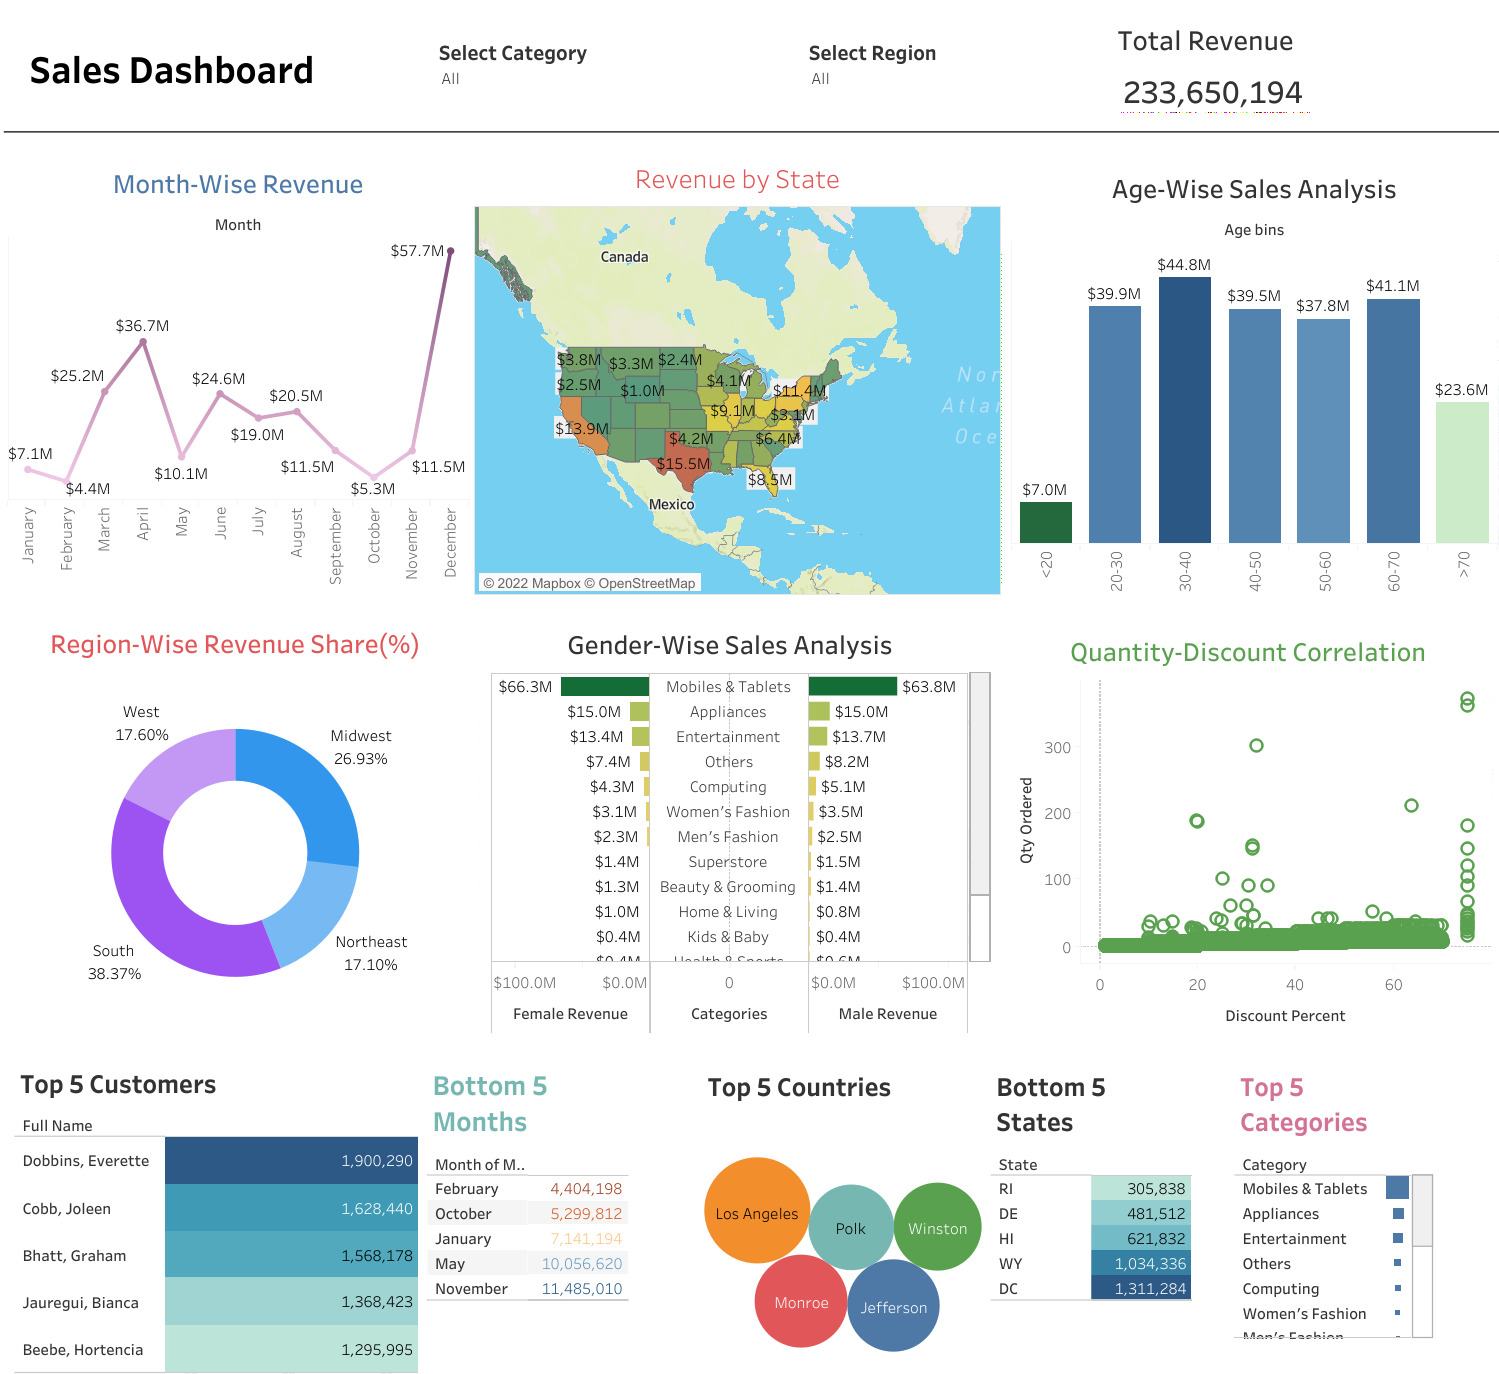 Sales Dashboard
Select Category
All
Select Region
All
Total Revenue
233,650,194
Month-Wise Revenue
Month
$57.7M
$36.7M
$25.2M
$24.6M
$20.5M
$19.0M
$7.1M
$11.5M
$11.5M
$10.1M
$4.4M
$5.3M
January
February
March
April
May
June
July
August
September
October
November
December
Revenue by State
Canada
$3.8M
$3.3M
$2.4M
$2.5M
$1.0M
$4.1M
$11.4M
$9.1M
$3.1M
$13.9M
$4.2M
$6.4M
$15.5M
$8.5M
Mexico
Nor
Atlar
Oce
© 2022 Mapbox © OpenStreetMap
Age-Wise Sales Analysis
Age bins
$7.0M
$39.9M
$44.8M
$39.5M
$37.8M
$41.1M
$23.6M
<20
20-30
30-40
40-50
50-60
60-70
>70
Region-Wise Revenue Share(%)
West
17.60%
Midwest
26.93%
South
38.37%
Northeast
17.10%
Gender-Wise Sales Analysis
$66.3M Mobiles & Tablets $63.8M
$15.0M Appliances $15.0M
$13.4M Entertainment $13.7M
$7.4M Others $8.2M
$4.3M Computing $5.1M
$3.1M Women's Fashion $3.5M
$2.3M Men's Fashion $2.5M
$1.4M Superstore $1.5M
$1.3M Beauty & Grooming $1.4M
$1.0M Home & Living $0.8M
$0.4M Kids & Baby $0.4M
$0.4M Health & Sports $0.6M
$100.0M $0.0M 0 $0.0M $100.0M
Female Revenue Categories Male Revenue
Quantity-Discount Correlation
Qty Ordered
300
200
100
0
0 20 40 60
Discount Percent
Top 5 Customers
Full Name
Dobbins, Everette 1,900,290
Cobb, Joleen 1,628,440
Bhatt, Graham 1,568,178
Jauregui, Bianca 1,368,423
Beebe, Hortencia 1,295,995
Bottom 5
Months
Month of M..
February 4,404,198
October 5,299,812
January 7,141,194
May 10,056,620
November 11,485,010
Top 5 Countries
Los Angeles
Polk
Winston
Monroe
Jefferson
Bottom 5
States
State
RI 305,838
DE 481,512
HI 621,832
WY 1,034,336
DC 1,311,284
Top 5
Categories
Category
Mobiles & Tablets
Appliances
Entertainment
Others
Computing
Women's Fashion
Men's Fashion